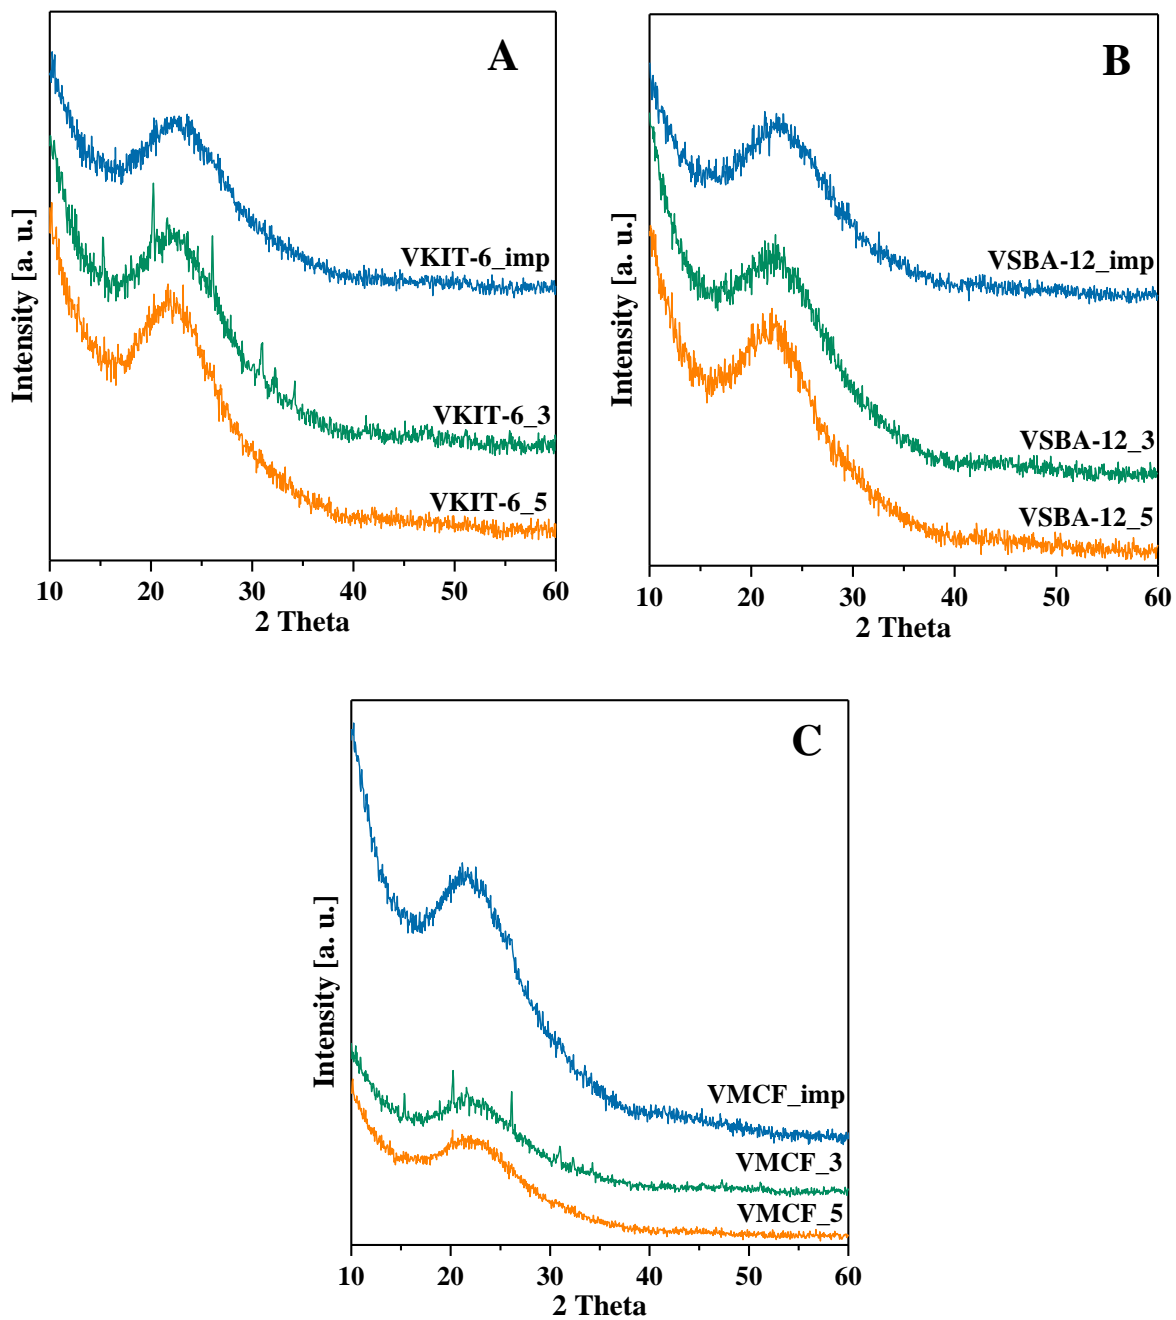 A
Intensity [a. u.]
VKIT-6_imp
VKIT-6_3
VKIT-6_5
10 20 30 40 50 60
2 Theta
B
Intensity [a. u.]
VSBA-12_imp
VSBA-12_3
VSBA-12_5
10 20 30 40 50 60
2 Theta
C
Intensity [a. u.]
VMCF_imp
VMCF_3
VMCF_5
10 20 30 40 50 60
2 Theta